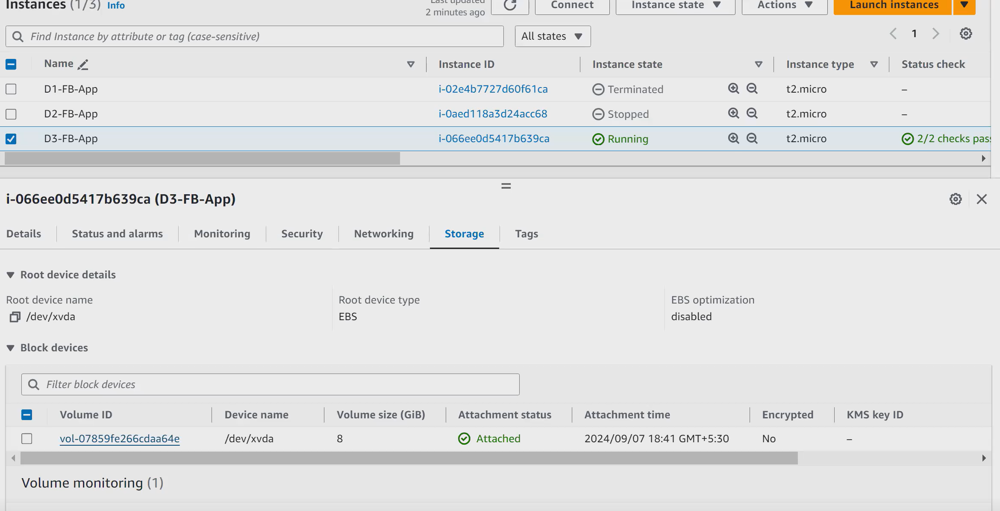 Instances (1/3) Info
Last updated
2 minutes ago
Connect
Instance state
Actions
Launch instances
Find Instance by attribute or tag (case-sensitive)
All states
1
Name Instance ID Instance state Instance type Status check
D1-FB-App i-02e4b7727d60f61ca Terminated t2.micro –
D2-FB-App i-0aed118a3d24acc68 Stopped t2.micro –
D3-FB-App i-066ee0d5417b639ca Running t2.micro 2/2 checks pass
i-066ee0d5417b639ca (D3-FB-App)
Details Status and alarms Monitoring Security Networking Storage Tags
Root device details
Root device name Root device type EBS optimization
/dev/xvda EBS disabled
Block devices
Filter block devices
Volume ID Device name Volume size (GiB) Attachment status Attachment time Encrypted KMS key ID
vol-07859fe266cdaa64e /dev/xvda 8 Attached 2024/09/07 18:41 GMT+5:30 No –
Volume monitoring (1)